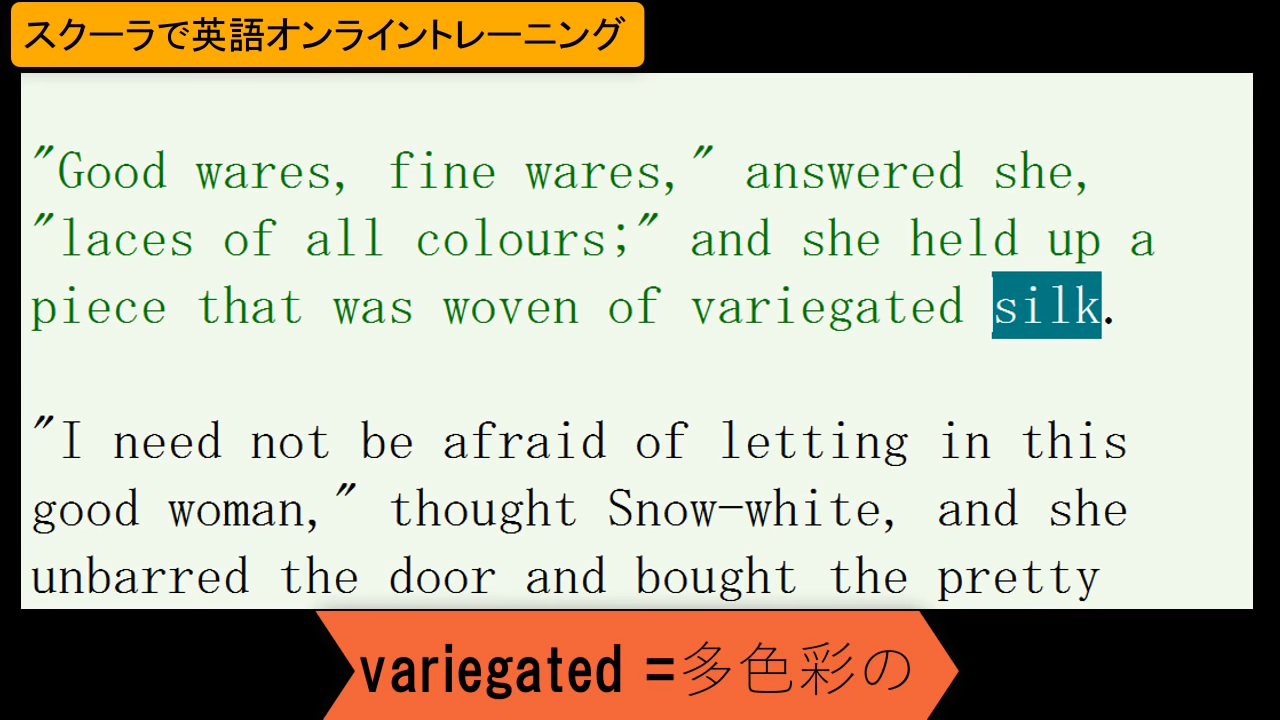 スクーラで英語オンライントレーニング
"Good wares, fine wares," answered she,
"laces of all colours;" and she held up a
piece that was woven of variegated silk.
"I need not be afraid of letting in this
good woman," thought Snow-white, and she
unbarred the door and bought the pretty
variegated =多色彩の